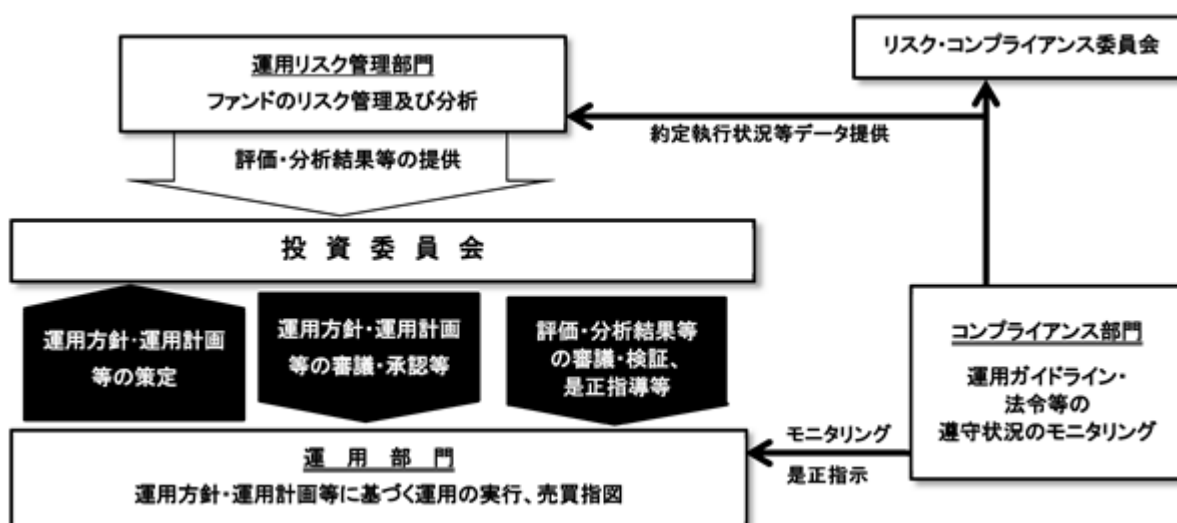 リスク・コンプライアンス委員会
運用リスク管理部門
ファンドのリスク管理及び分析
約定執行状況等データ提供
評価・分析結果等の提供
投資委員会
運用方針・運用計画
等の策定
運用方針・運用計画
等の審議・承認等
評価・分析結果等
の審議・検証、
是正指導等
コンプライアンス部門
運用ガイドライン・
法令等の
遵守状況のモニタリング
モニタリング
是正指示
運用部門
運用方針・運用計画等に基づく運用の実行、売買指図